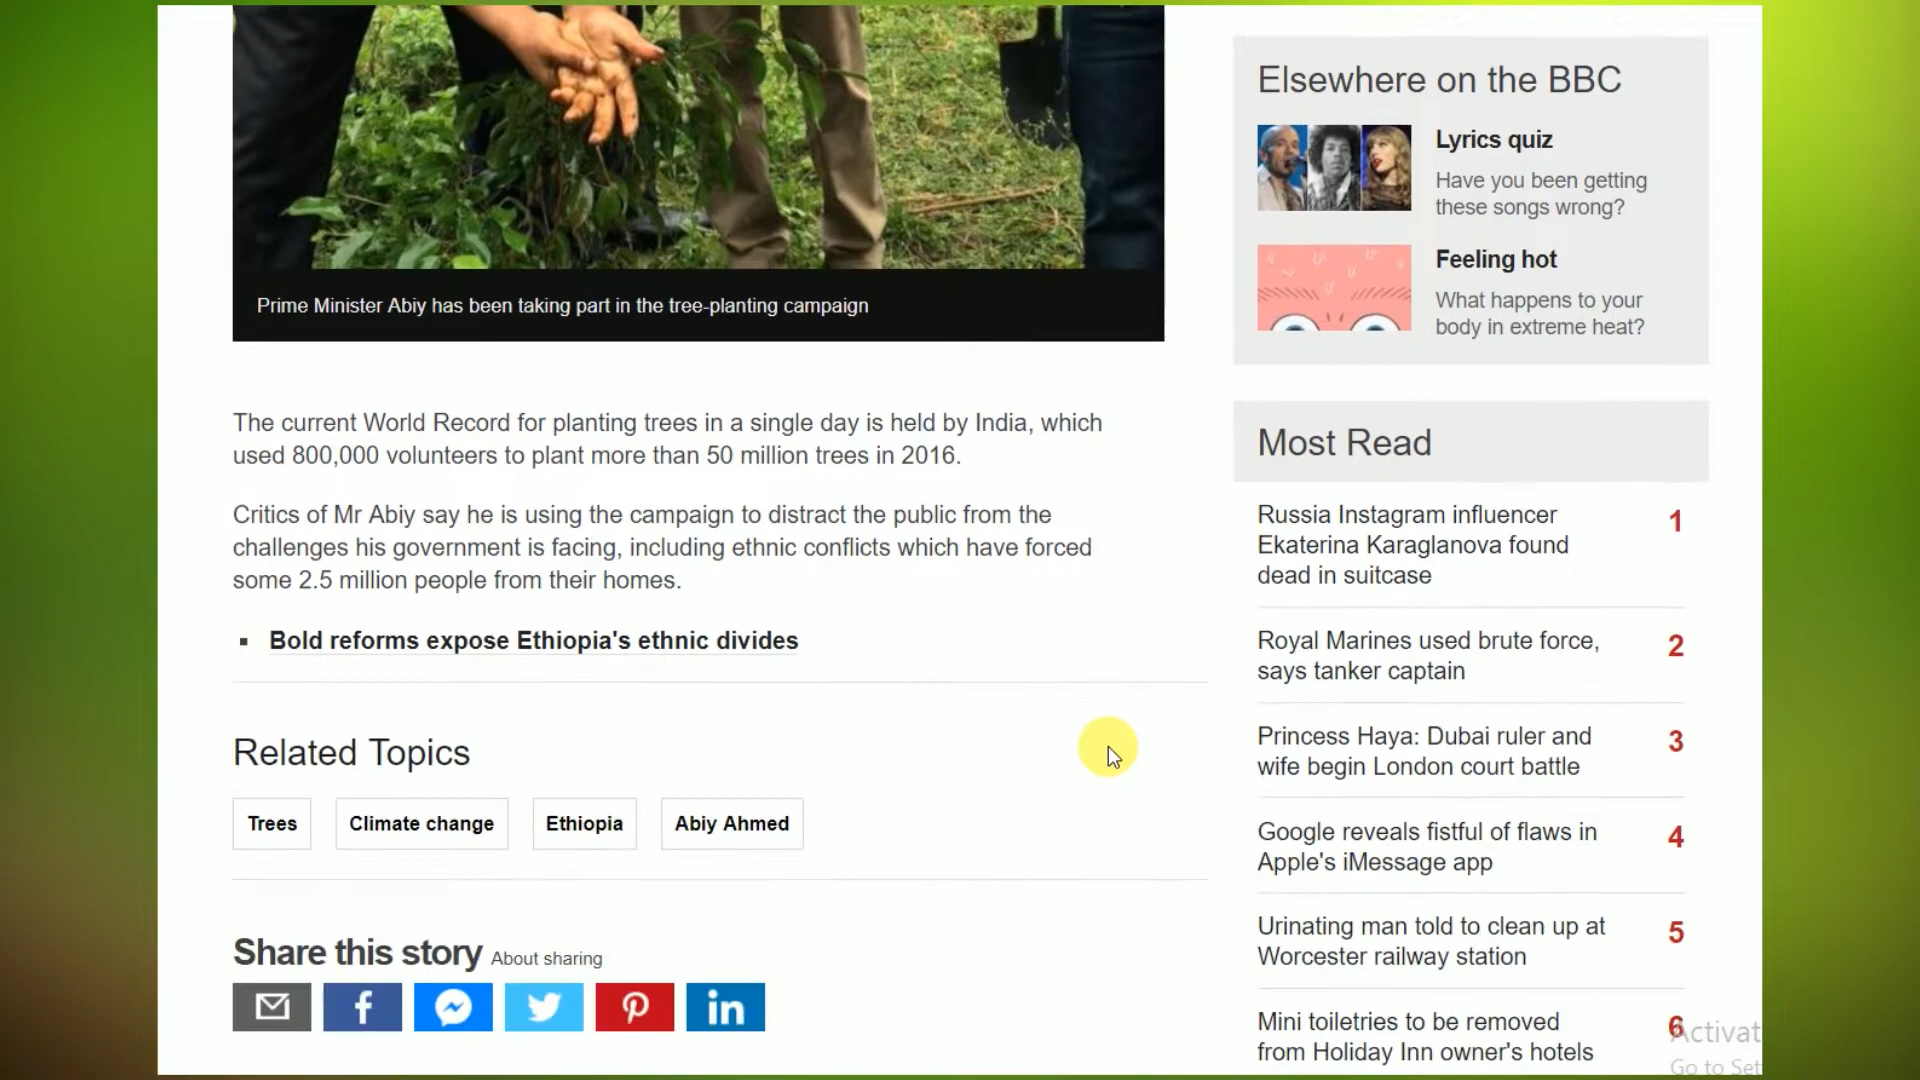 Prime Minister Abiy has been taking part in the tree-planting campaign
The current World Record for planting trees in a single day is held by India, which
used 800,000 volunteers to plant more than 50 million trees in 2016.
Critics of Mr Abiy say he is using the campaign to distract the public from the
challenges his government is facing, including ethnic conflicts which have forced
some 2.5 million people from their homes.
Bold reforms expose Ethiopia's ethnic divides
Related Topics
Trees
Climate change
Ethiopia
Abiy Ahmed
Share this story About sharing
Elsewhere on the BBC
Lyrics quiz
Have you been getting
these songs wrong?
Feeling hot
What happens to your
body in extreme heat?
Most Read
Russia Instagram influencer
Ekaterina Karaglanova found
dead in suitcase
1
Royal Marines used brute force,
says tanker captain
2
Princess Haya: Dubai ruler and
wife begin London court battle
3
Google reveals fistful of flaws in
Apple's iMessage app
4
Urinating man told to clean up at
Worcester railway station
5
Mini toiletries to be removed
from Holiday Inn owner's hotels
6
Activat
Go to Set